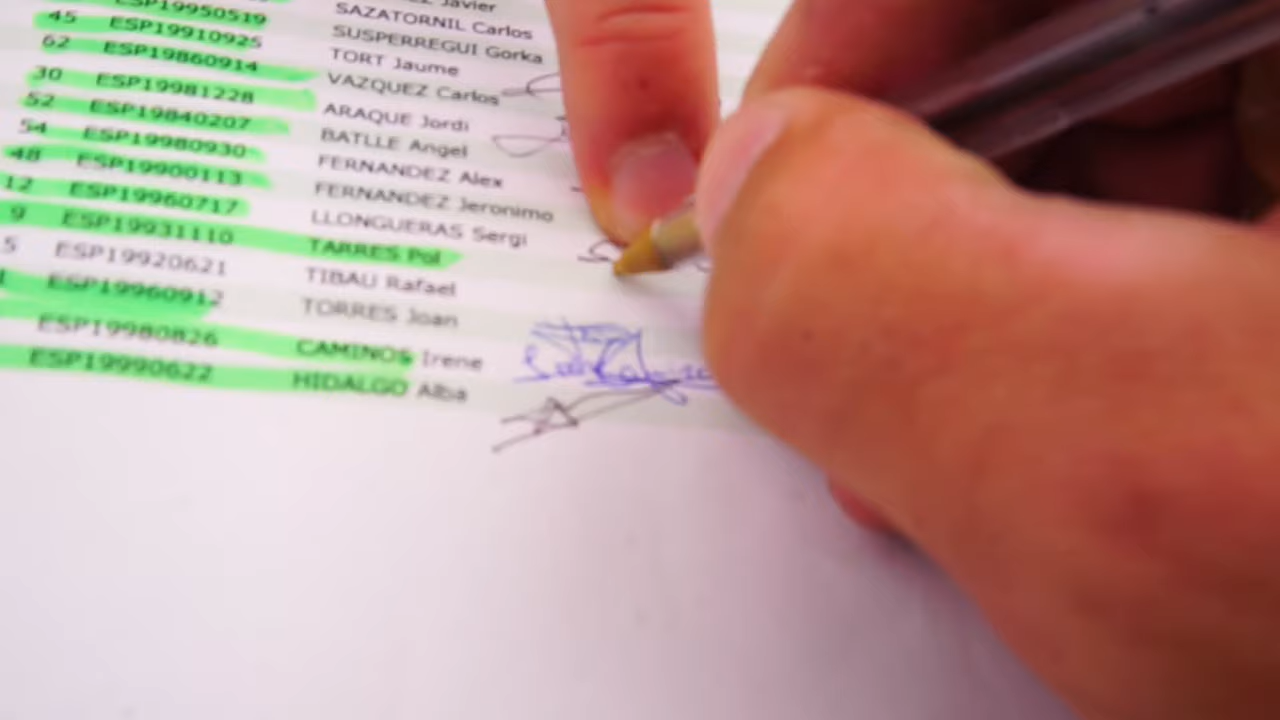 Javier
SAZATORNIL Carlos
ESP19950519 SUSPERREGUI Gorka
45 ESP19910925 TORT Jaume
62 ESP19860914 VAZQUEZ Carlos
30 ESP19981228 ARAQUE Jordi
52 ESP19840207 BATLLE Angel
54 ESP19980930 FERNANDEZ Alex
48 ESP19900113 FERNANDEZ Jeronimo
12 ESP19960717 LLONGUERAS Sergi
9 ESP19931110 TARRES Pol
5 ESP19920621 TIBAU Rafael
1 ESP19960912 TORRES Joan
ESP19980826 CAMINOS Irene
ESP19990622 HIDALGO Alba